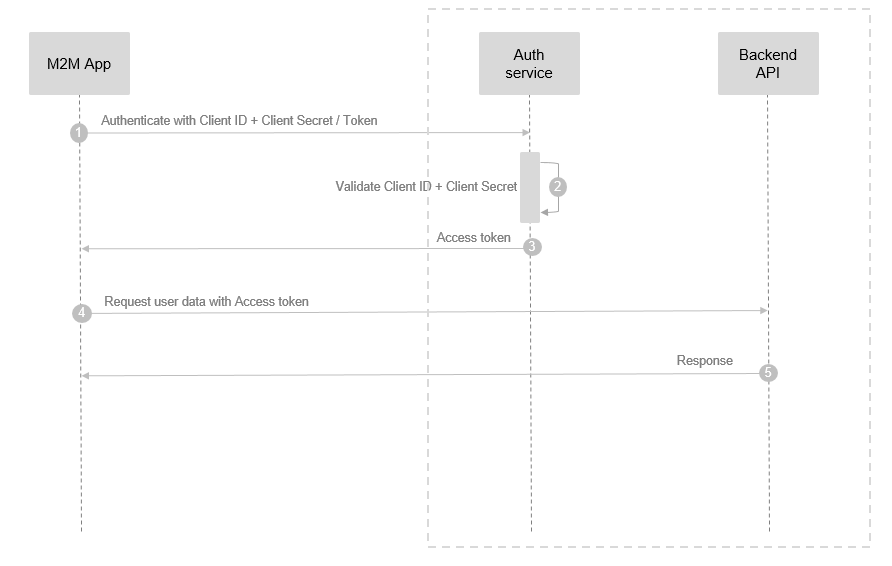 M2M App
Auth
service
Backend
API
Authenticate with Client ID + Client Secret / Token
1
Validate Client ID + Client Secret
2
Access token
3
Request user data with Access token
4
Response
5